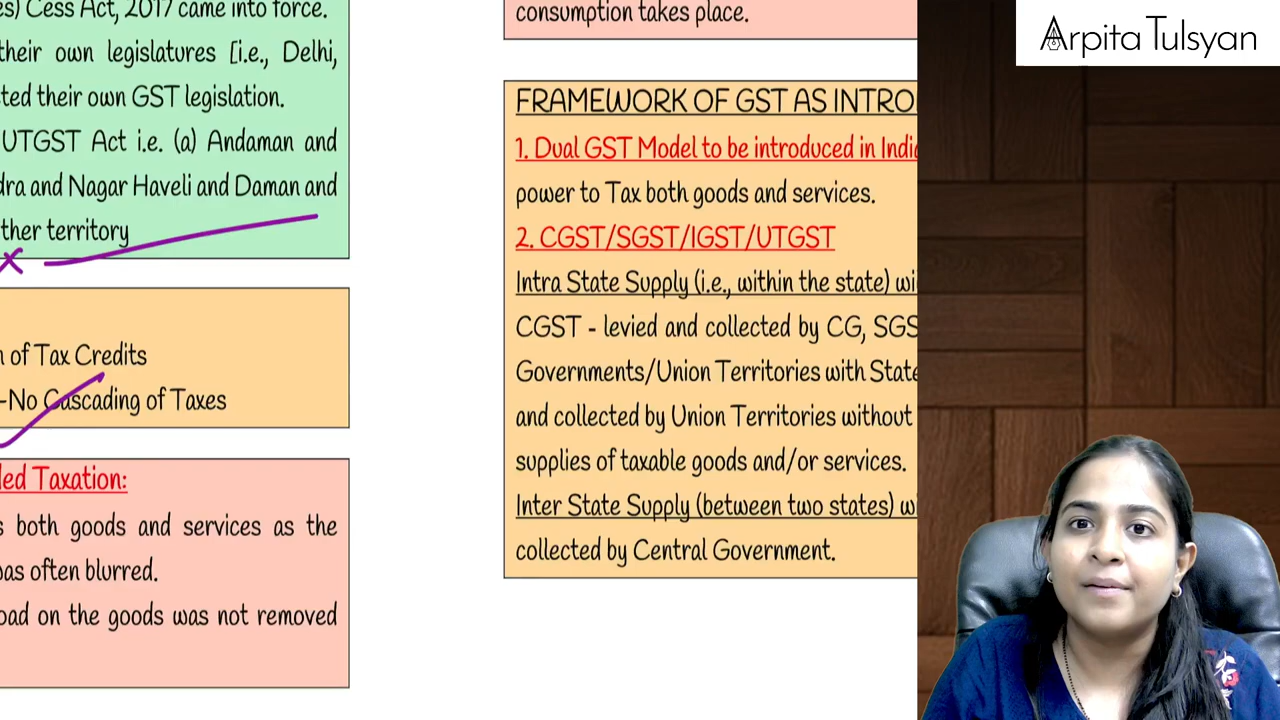 es) Cess Act, 2017 came into force.
their own legislatures [i.e., Delhi,
ted their own GST legislation.
UTGST Act i.e. (a) Andaman and
dra and Nagar Haveli and Daman and
ther territory
n of Tax Credits
-No Cascading of Taxes
led Taxation:
s both goods and services as the
was often blurred.
oad on the goods was not removed
consumption takes place.
FRAMEWORK OF GST AS INTRO
1. Dual GST Model to be introduced in India
power to Tax both goods and services.
2. CGST/SGST/IGST/UTGST
Intra State Supply (i.e., within the state) wi
CGST - levied and collected by CG, SGS
Governments/Union Territories with State
and collected by Union Territories without
supplies of taxable goods and/or services.
Inter State Supply (between two states) wi
collected by Central Government.
Arpita Tulsyan